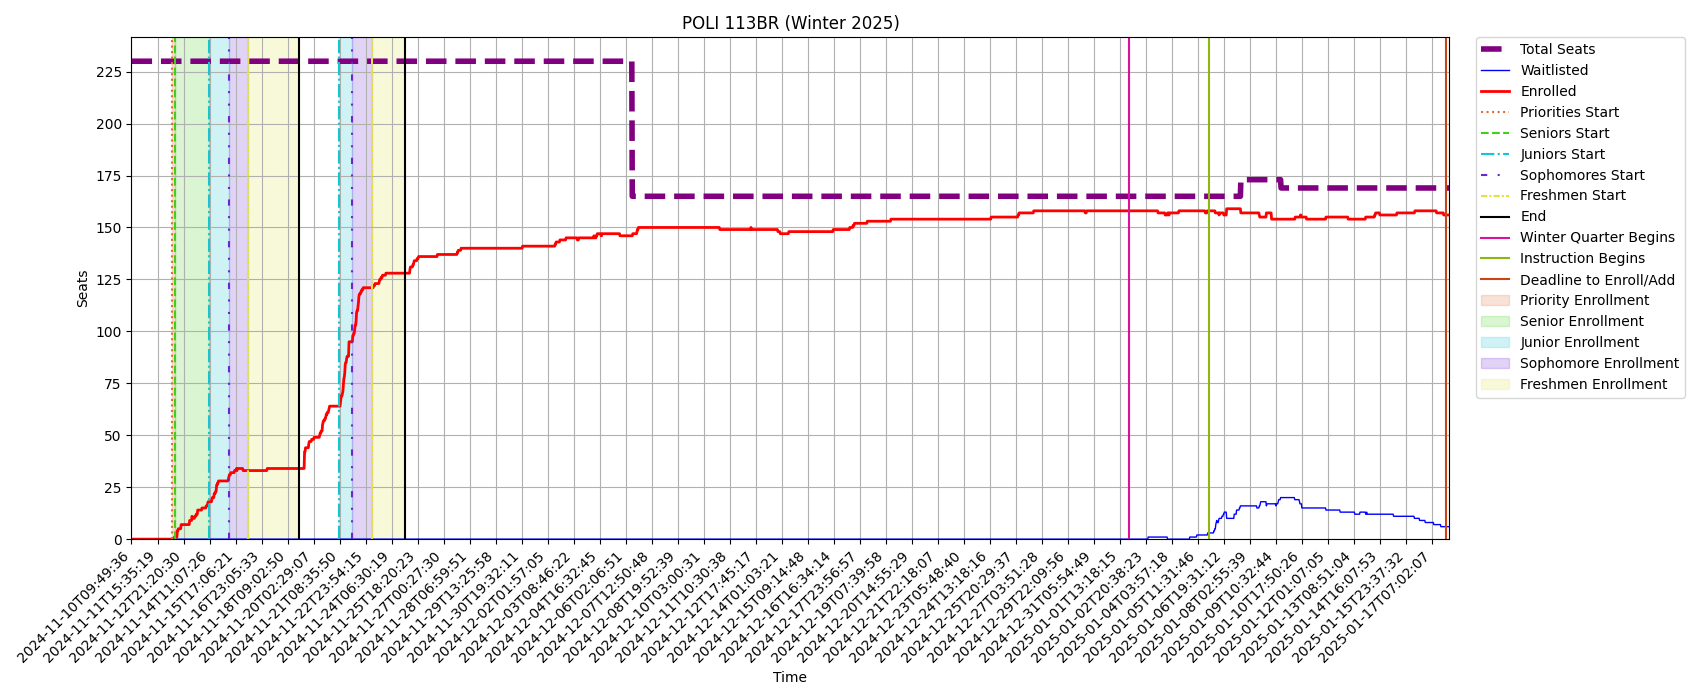 POLI 113BR (Winter 2025)
Seats
225
200
175
150
125
100
75
50
25
0
2024-11-10T09:49:36
2024-11-11T11:35:19
2024-11-12T21:20:30
2024-11-14T11:07:26
2024-11-15T17:06:21
2024-11-16T23:05:33
2024-11-18T09:02:50
2024-11-20T02:29:07
2024-11-21T08:35:50
2024-11-22T23:54:15
2024-11-24T06:30:19
2024-11-25T18:20:23
2024-11-27T00:27:30
2024-11-28T06:59:51
2024-11-29T13:25:58
2024-11-30T19:32:11
2024-12-02T01:57:05
2024-12-03T08:46:22
2024-12-04T16:32:45
2024-12-06T02:06:51
2024-12-07T12:50:48
2024-12-08T19:52:39
2024-12-10T03:00:31
2024-12-11T10:30:38
2024-12-12T17:45:17
2024-12-14T01:03:21
2024-12-15T09:14:48
2024-12-16T16:34:14
2024-12-17T23:56:57
2024-12-19T07:39:58
2024-12-20T14:55:29
2024-12-21T22:18:07
2024-12-23T05:48:40
2024-12-24T13:18:16
2024-12-25T20:29:37
2024-12-27T03:51:28
2024-12-29T22:09:56
2024-12-31T05:54:49
2025-01-01T13:18:15
2025-01-02T20:38:23
2025-01-04T03:57:18
2025-01-05T11:31:46
2025-01-06T19:31:12
2025-01-08T02:55:39
2025-01-09T10:32:44
2025-01-10T17:50:26
2025-01-12T01:07:05
2025-01-13T08:51:04
2025-01-14T16:07:53
2025-01-15T23:37:32
2025-01-17T07:02:07
Time
Total Seats
Waitlisted
Enrolled
Priorities Start
Seniors Start
Juniors Start
Sophomores Start
Freshmen Start
End
Winter Quarter Begins
Instruction Begins
Deadline to Enroll/Add
Priority Enrollment
Senior Enrollment
Junior Enrollment
Sophomore Enrollment
Freshmen Enrollment